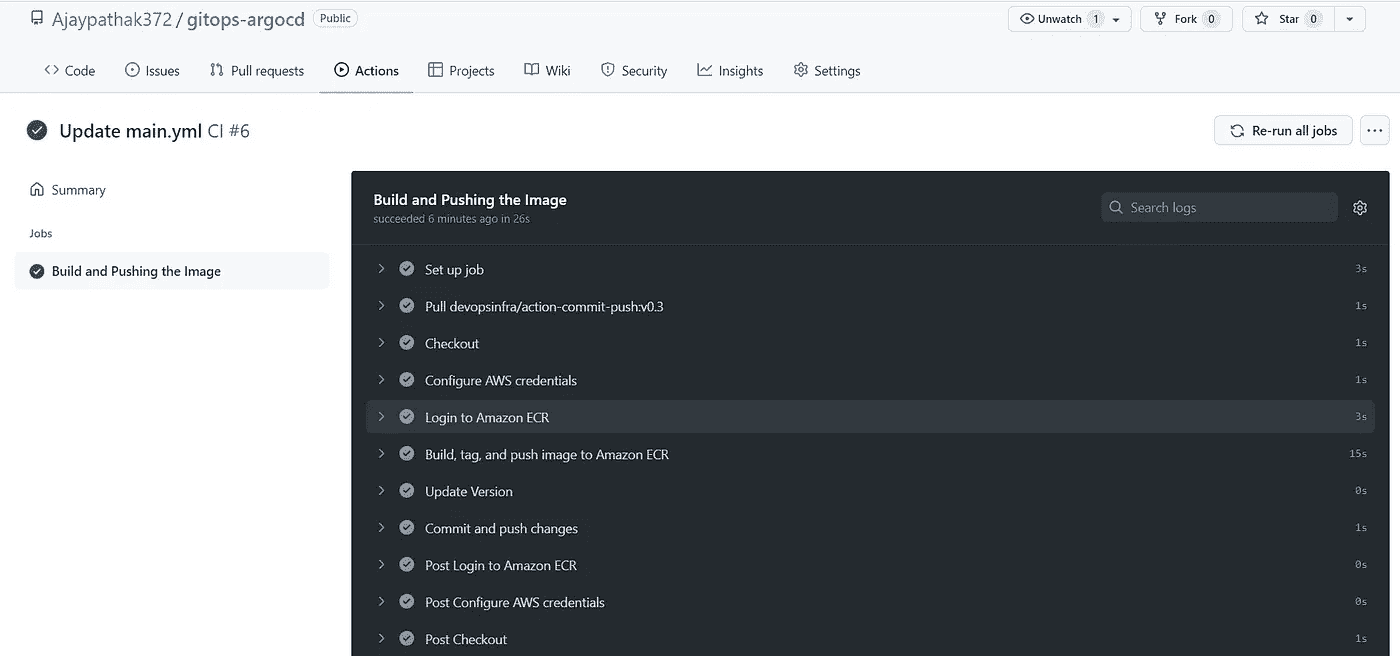 Ajaypathak372 / gitops-argocd Public Unwatch 1 Fork 0 Star 0
Code Issues Pull requests Actions Projects Wiki Security Insights Settings
Update main.yml CI #6 Re-run all jobs
Summary
Jobs
Build and Pushing the Image
Build and Pushing the Image
succeeded 6 minutes ago in 26s
Search logs
Set up job 3s
Pull devopsinfra/action-commit-push:v0.3 1s
Checkout 1s
Configure AWS credentials 1s
Login to Amazon ECR 3s
Build, tag, and push image to Amazon ECR 15s
Update Version 0s
Commit and push changes 1s
Post Login to Amazon ECR 0s
Post Configure AWS credentials 0s
Post Checkout 1s